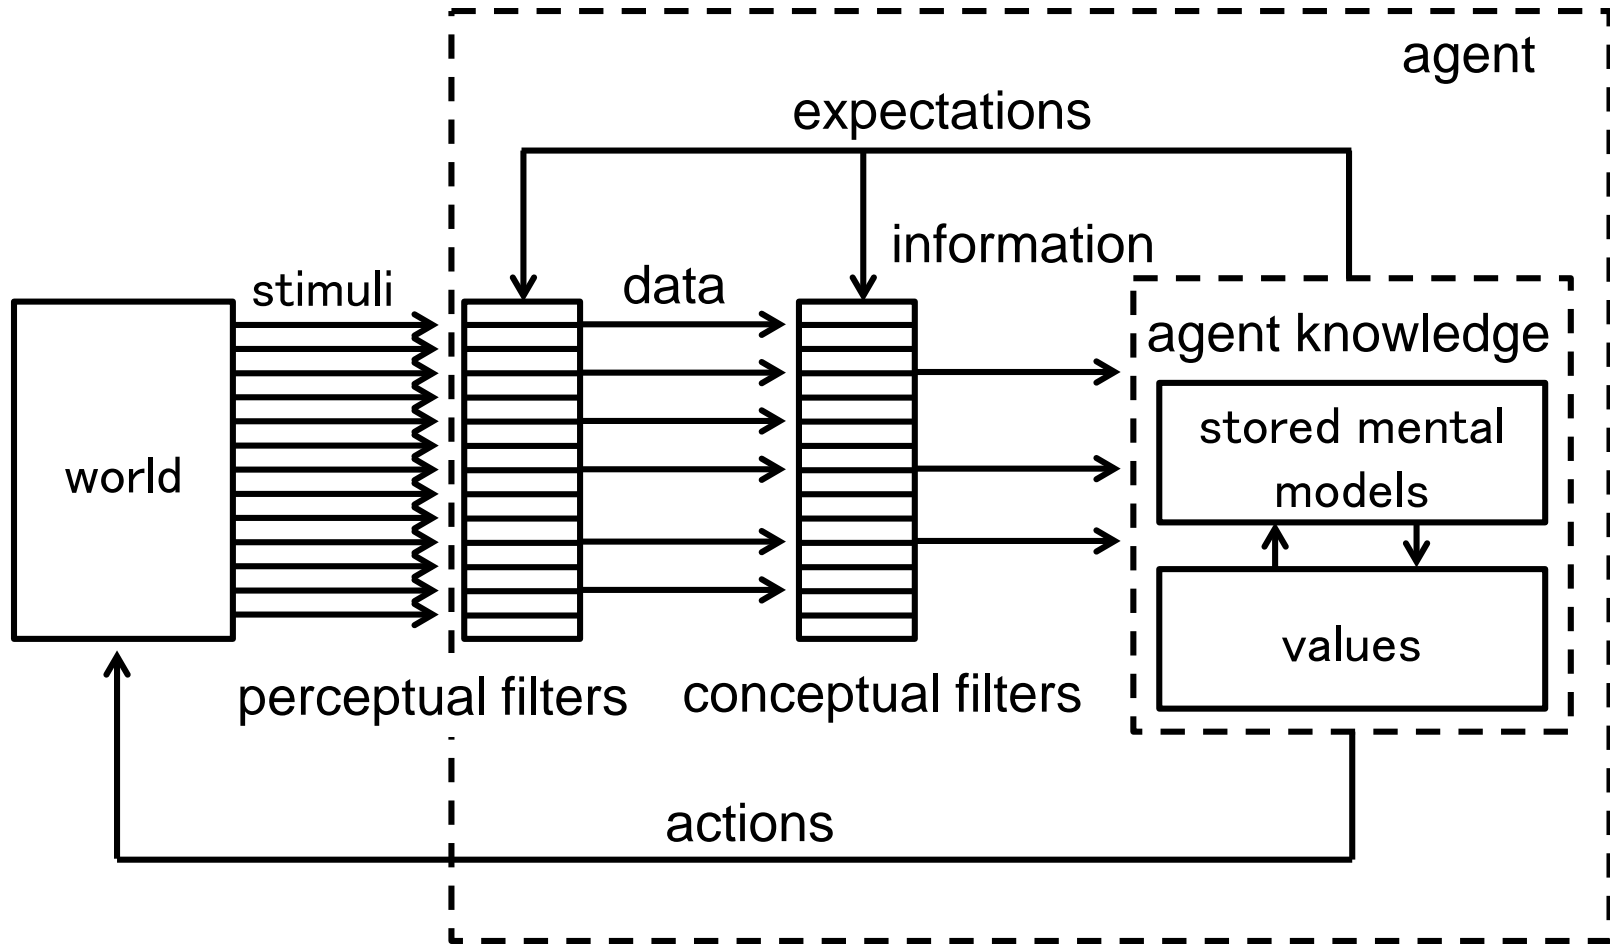 agent
expectations
information
stimuli
data
agent knowledge
stored mental
models
world
values
perceptual filters
conceptual filters
actions